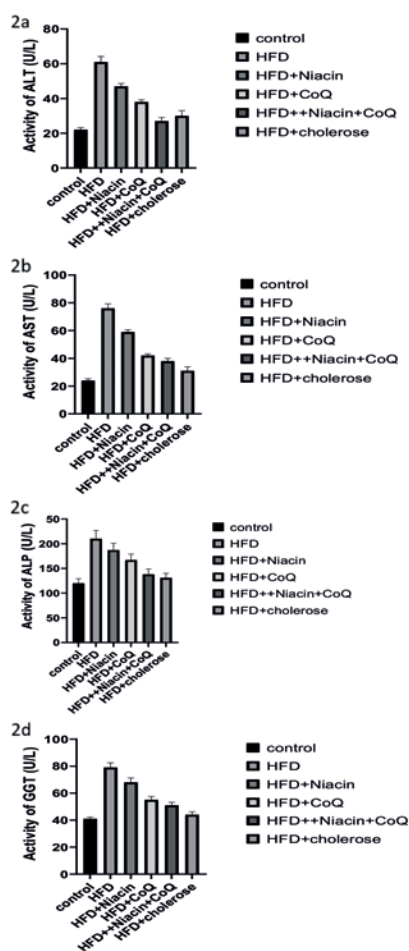 2a
Activity of ALT (U/L)
80
60
40
20
0
control
HFD
HFD+Niacin
HFD+CoQ
HFD++Niacin+CoQ
HFD+cholerose
control
HFD
HFD+Niacin
HFD+CoQ
HFD++Niacin+CoQ
HFD+cholerose
2b
Activity of AST (U/L)
100
80
60
40
20
0
control
HFD
HFD+Niacin
HFD+CoQ
HFD++Niacin+CoQ
HFD+cholerose
control
HFD
HFD+Niacin
HFD+CoQ
HFD++Niacin+CoQ
HFD+cholerose
2c
Activity of ALP (U/L)
50
200
150
100
50
0
control
HFD
HFD+Niacin
HFD+CoQ
HFD++Niacin+CoQ
HFD+cholerose
control
HFD
HFD+Niacin
HFD+CoQ
HFD++Niacin+CoQ
HFD+cholerose
2d
Activity of GGT (U/L)
100
80
60
40
20
0
control
HFD
HFD+Niacin
HFD+CoQ
HFD++Niacin+CoQ
HFD+cholerose
control
HFD
HFD+Niacin
HFD+CoQ
HFD++Niacin+CoQ
HFD+cholerose